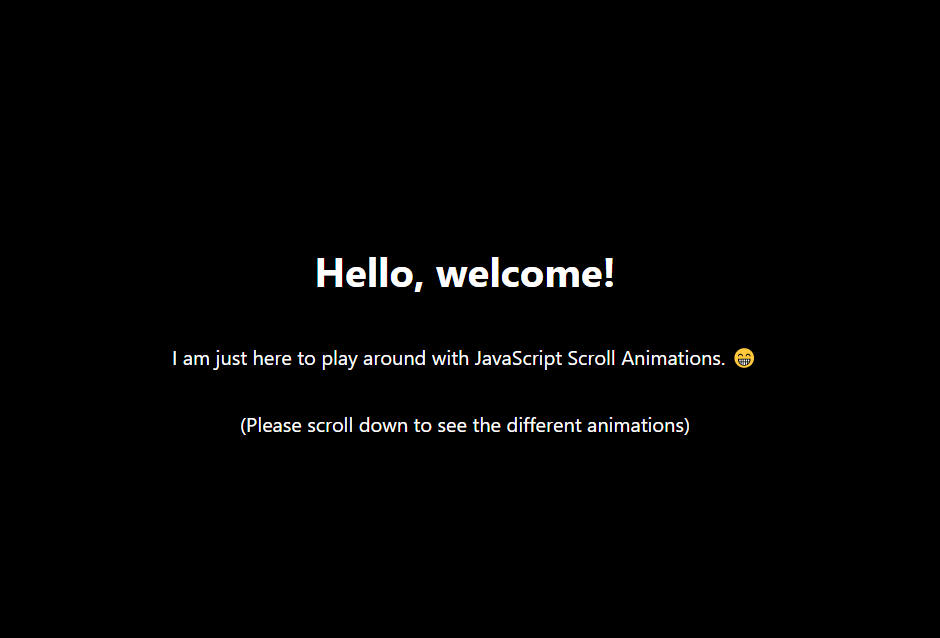 Hello, welcome!
I am just here to play around with JavaScript Scroll Animations. 😁
(Please scroll down to see the different animations)